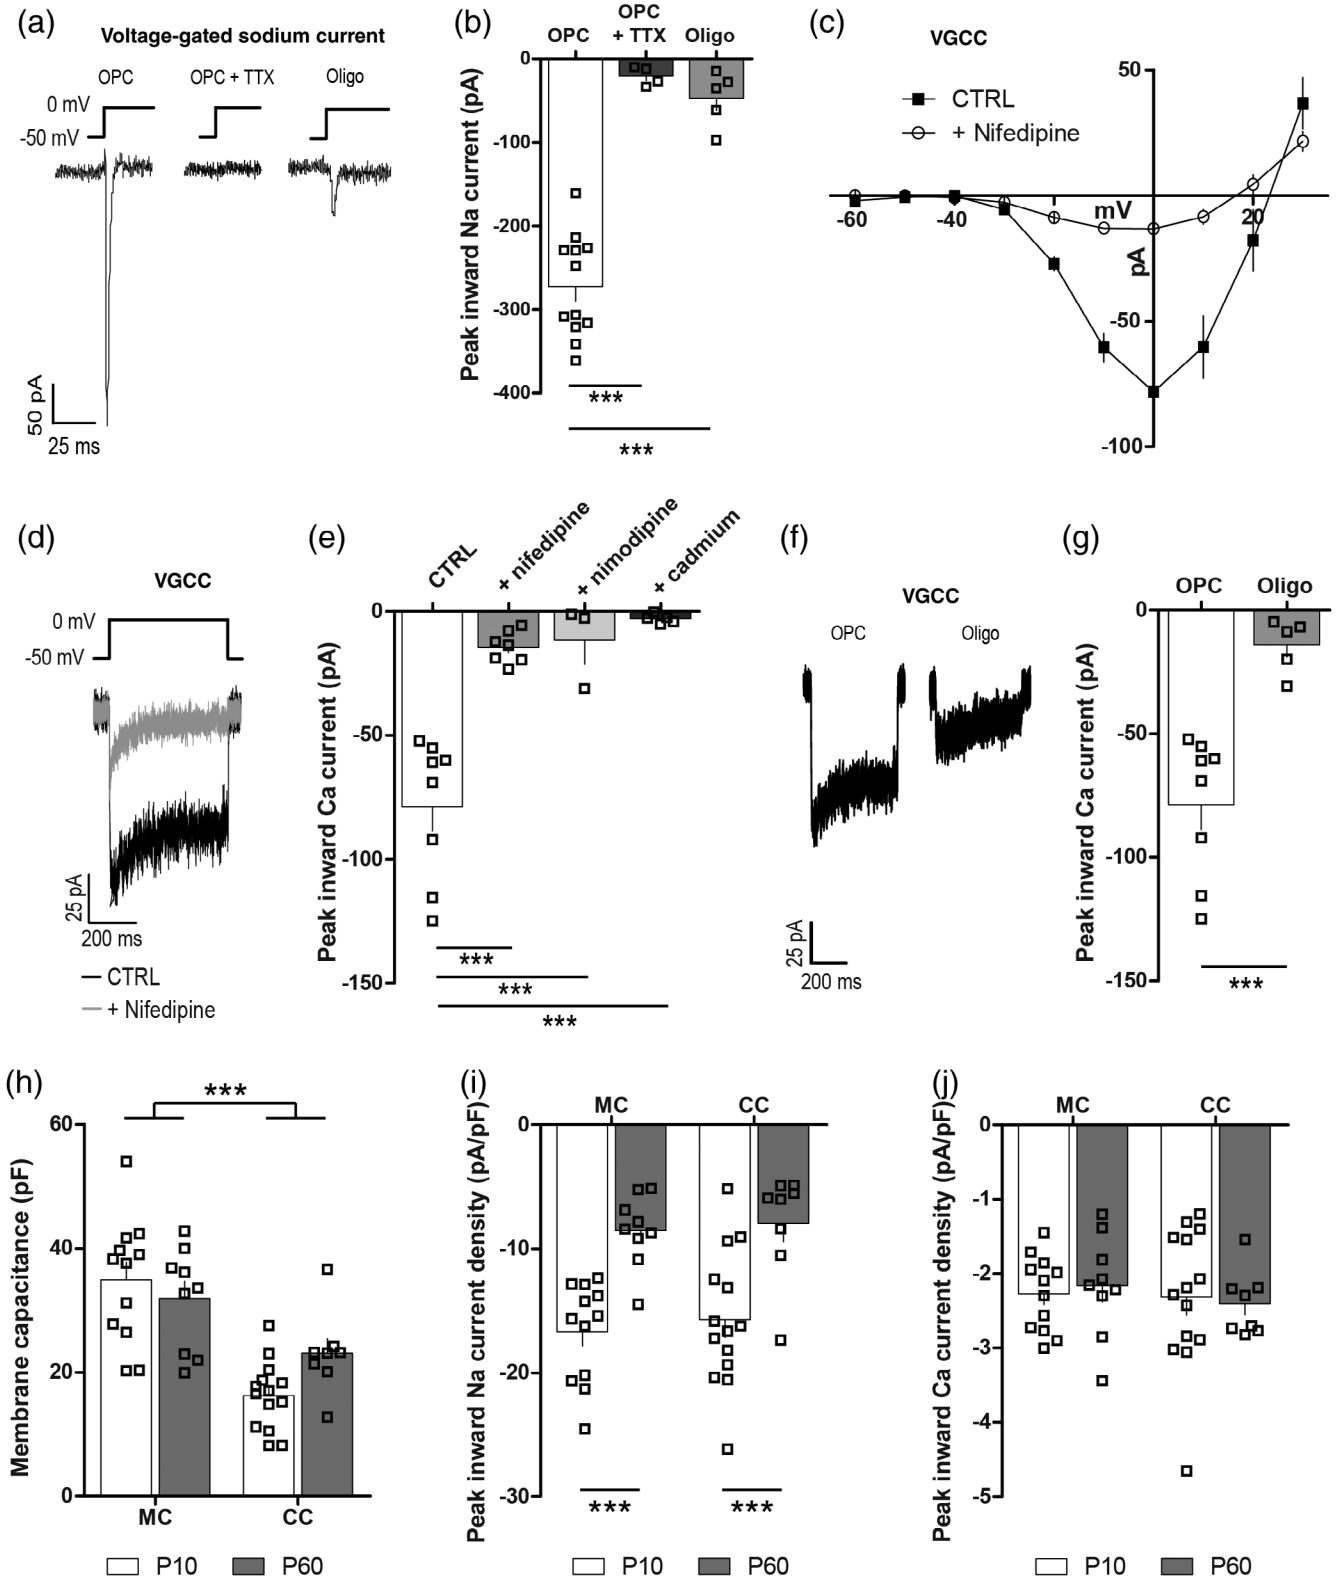 (a)
Voltage-gated sodium current
OPC
OPC + TTX
Oligo
0 mV
-50 mV
50 pA
25 ms
(b)
OPC
OPC
+ TTX
Oligo
Peak inward Na current (pA)
0
-100
-200
-300
-400
***
***
(c)
VGCC
CTRL
+ Nifedipine
50
-60
-40
mV
20
pA
-50
-100
(d)
VGCC
0 mV
-50 mV
25 pA
200 ms
CTRL
+ Nifedipine
(e)
CTRL
+ nifedipine
+ nimodipine
+ cadmium
Peak inward Ca current (pA)
0
-50
-100
-150
***
***
***
(f)
VGCC
OPC
Oligo
25 pA
200 ms
(g)
OPC
Oligo
Peak inward Ca current (pA)
0
-50
-100
-150
***
(h)
***
Membrane capacitance (pF)
60
40
20
0
MC
CC
P10
P60
(i)
MC
CC
Peak inward Na current density (pA/pF)
0
-10
-20
-30
***
***
P10
P60
(j)
MC
CC
Peak inward Ca current density (pA/pF)
0
-1
-2
-3
-4
-5
P10
P60